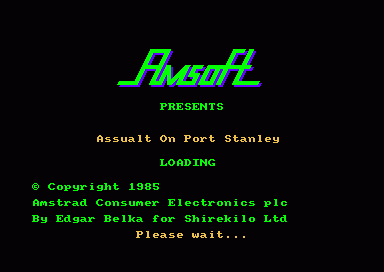 Amsoft
PRESENTS
Assualt On Port Stanley
LOADING
© Copyright 1985
Amstrad Consumer Electronics plc
By Edgar Belka for Shirekilo Ltd
Please wait...